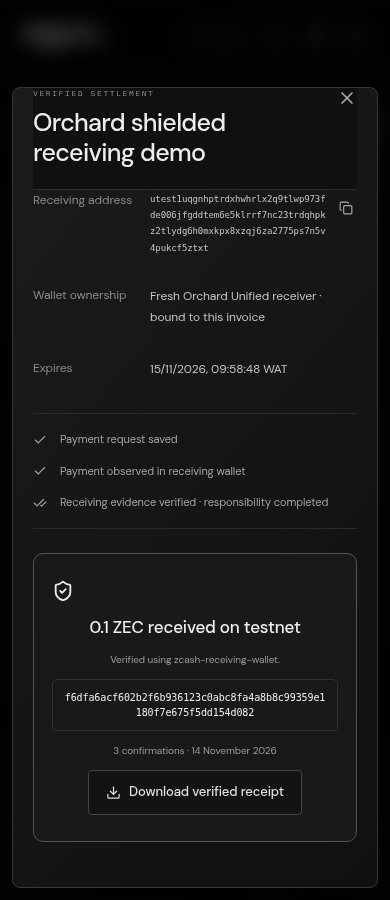 VERIFIED SETTLEMENT
Orchard shielded
receiving demo
Receiving address
utest1uqgnhptrdxhwhrlx2q9tlwp973f
de006jfgddtem6e5klrrf7nc23trdqhpk
z2tlydg6h0mxkpx8xzqj6za2775ps7n5v
4pukcf5ztxt
Wallet ownership
Fresh Orchard Unified receiver ·
bound to this invoice
Expires
15/11/2026, 09:58:48 WAT
Payment request saved
Payment observed in receiving wallet
Receiving evidence verified · responsibility completed
0.1 ZEC received on testnet
Verified using zcash-receiving-wallet.
f6dfa6acf602b2f6b936123c0abc8fa4a8b8c99359e1
180f7e675f5dd154d082
3 confirmations · 14 November 2026
Download verified receipt